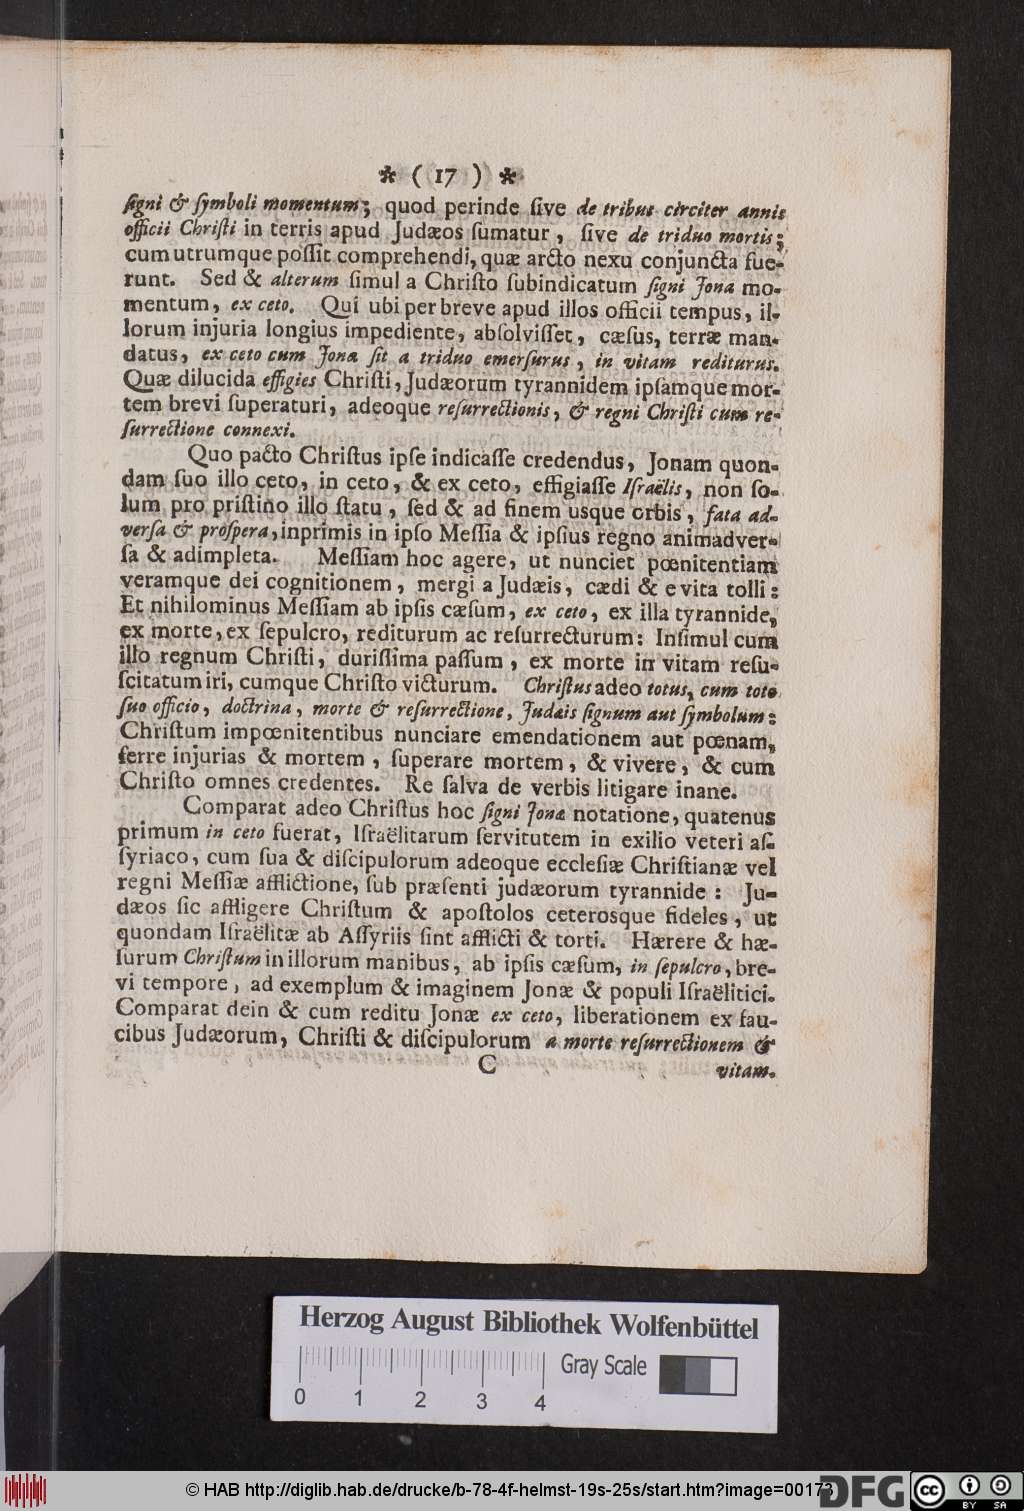 * ( 17 ) *
ſigni & ſymboli momentum; quod perinde ſive de tribus circiter annis
officii Chriſti in terris apud Judæos ſumatur, ſive de triduo mortis;
cum utrumque poſſit comprehendi, quæ arcto nexu conjuncta fue-
runt. Sed & alterum ſimul a Chriſto ſubindicatum ſigni Jonæ mo-
mentum, ex ceto. Qui ubi per breve apud illos officii tempus, il-
lorum injuria longius impediente, abſolviſſet, cæſus, terræ man-
datus, ex ceto cum Jona ſit a triduo emerſurus, in vitam rediturus.
Quæ dilucida effigies Chriſti, Judæorum tyrannidem ipſamque mor-
tem brevi ſuperaturi, adeoque reſurrectionis, & regni Chriſti cum re-
ſurrectione connexi.
Quo pacto Chriſtus ipſe indicaſſe credendus, Jonam quon-
dam ſuo illo ceto, in ceto, & ex ceto, effigiaſſe Iſraëlis, non ſo-
lum pro priſtino illo ſtatu, ſed & ad finem usque orbis, fata ad-
verſa & proſpera, inprimis in ipſo Meſſia & ipſius regno animadver-
ſa & adimpleta. Meſſiam hoc agere, ut nunciet pœnitentiam
veramque dei cognitionem, mergi a Judæis, cædi & e vita tolli:
Et nihilominus Meſſiam ab ipſis cæſum, ex ceto, ex illa tyrannide,
ex morte, ex ſepulcro, rediturum ac reſurrecturum: Inſimul cum
illo regnum Chriſti, duriſſima paſſum, ex morte in vitam reſu-
ſcitatum iri, cumque Chriſto victurum. Chriſtus adeo totus, cum toto
ſuo officio, doctrina, morte & reſurrectione, Judæis ſignum aut ſymbolum:
Chriſtum impœnitentibus nunciare emendationem aut pœnam,
ferre injurias & mortem, ſuperare mortem, & vivere, & cum
Chriſto omnes credentes. Re ſalva de verbis litigare inane.
Comparat adeo Chriſtus hoc ſigni Jonæ notatione, quatenus
primum in ceto fuerat, Iſraëlitarum ſervitutem in exilio veteri aſ-
ſyriaco, cum ſua & diſcipulorum adeoque eccleſiæ Chriſtianæ vel
regni Meſſiæ afflictione, ſub præſenti judæorum tyrannide: Ju-
dæos ſic affligere Chriſtum & apoſtolos ceterosque fideles, ut
quondam Iſraëlitæ ab Aſſyriis ſint afflicti & torti. Hærere & hæ-
ſurum Chriſtum in illorum manibus, ab ipſis cæſum, in ſepulcro, bre-
vi tempore, ad exemplum & imaginem Jonæ & populi Iſraëlitici.
Comparat dein & cum reditu Jonæ ex ceto, liberationem ex fau-
cibus Judæorum, Chriſti & diſcipulorum a morte reſurrectionem &
C
vitam.
Herzog August Bibliothek Wolfenbüttel
Gray Scale
0 1 2 3 4
© HAB http://diglib.hab.de/drucke/b-78-4f-helmst-19s-25s/start.htm?image=00173
DFG
cc BY SA